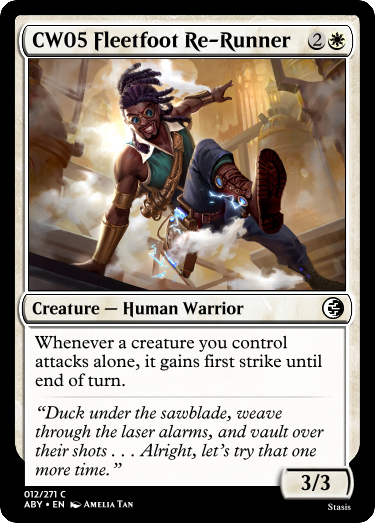 CW05 Fleetfoot Re-Runner 2
Creature — Human Warrior
Whenever a creature you control
attacks alone, it gains first strike until
end of turn.
“Duck under the sawblade, weave
through the laser alarms, and vault over
their shots . . . Alright, let’s try that one
more time.”
3/3
012/271 C
ABY • EN Amelia Tan
Stasis